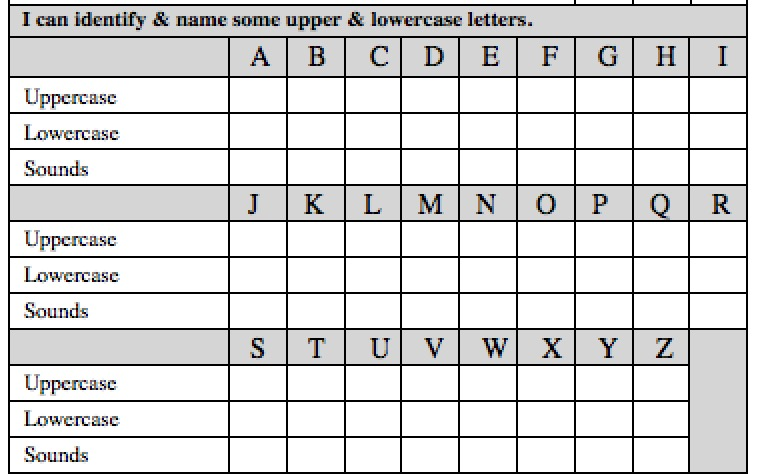 I can identify & name some upper & lowercase letters.
A B C D E F G H I
Uppercase
Lowercase
Sounds
J K L M N O P Q R
Uppercase
Lowercase
Sounds
S T U V W X Y Z
Uppercase
Lowercase
Sounds